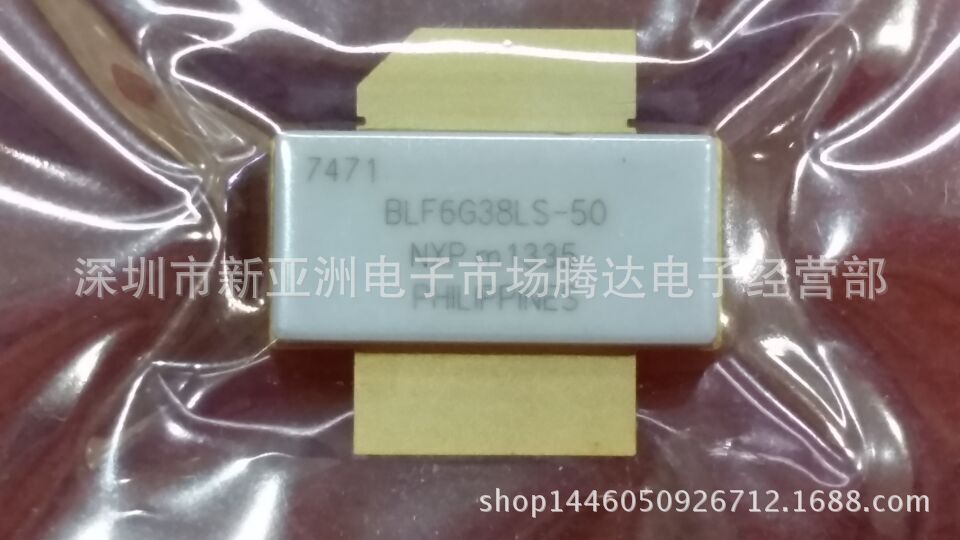 7471
BLF6G38LS-50
NXP m1335
PHILIPPINES
深圳市新亚洲电子市场腾达电子经营部
shop1446050926712.1688.com